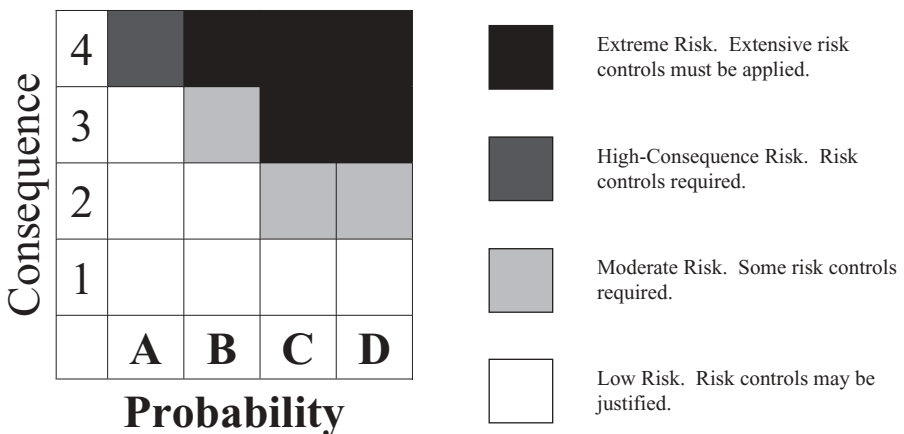 Consequence
4
3
2
1
A B C D
Probability
Extreme Risk. Extensive risk
controls must be applied.
High-Consequence Risk. Risk
controls required.
Moderate Risk. Some risk controls
required.
Low Risk. Risk controls may be
justified.